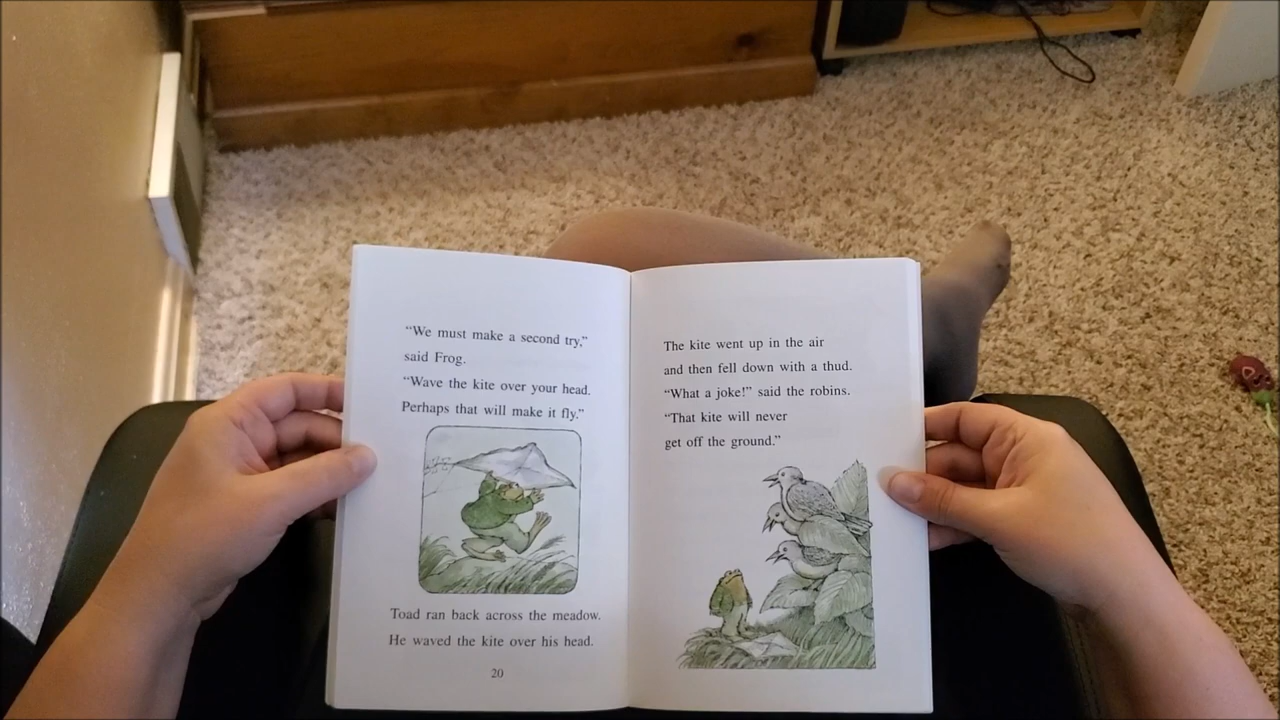 “We must make a second try,”
said Frog.
“Wave the kite over your head.
Perhaps that will make it fly.”
Toad ran back across the meadow.
He waved the kite over his head.
20
The kite went up in the air
and then fell down with a thud.
“What a joke!” said the robins.
“That kite will never
get off the ground.”